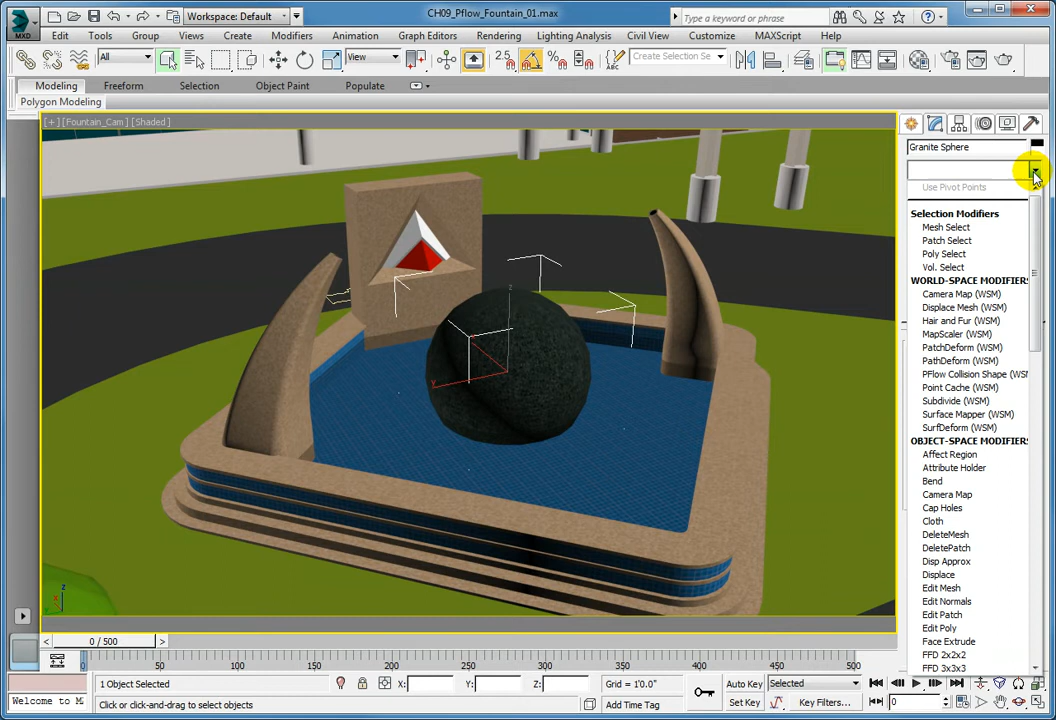 Workspace: Default
CH09_Pflow_Fountain_01.max
Type a keyword or phrase
MXD
Edit Tools Group Views Create Modifiers Animation Graph Editors Rendering Lighting Analysis Civil View Customize MAXScript Help
All View 2.5 Create Selection Se
Modeling Freeform Selection Object Paint Populate
Polygon Modeling
[+] [Fountain_Cam] [Shaded]
Granite Sphere
Use Pivot Points
Selection Modifiers
Mesh Select
Patch Select
Poly Select
Vol. Select
WORLD-SPACE MODIFIERS
Camera Map (WSM)
Displace Mesh (WSM)
Hair and Fur (WSM)
MapScaler (WSM)
PatchDeform (WSM)
PathDeform (WSM)
PFlow Collision Shape (WSM
Point Cache (WSM)
Subdivide (WSM)
Surface Mapper (WSM)
SurfDeform (WSM)
OBJECT-SPACE MODIFIERS
Affect Region
Attribute Holder
Bend
Camera Map
Cap Holes
Cloth
DeleteMesh
DeletePatch
Disp Approx
Displace
Edit Mesh
Edit Normals
Edit Patch
Edit Poly
Face Extrude
FFD 2x2x2
FFD 3x3x3
z
y
z
< 0 / 500 >
0 50 100 150 200 250 300 350 400 450 500
1 Object Selected X: Y: Z: Grid = 1'0.0" Auto Key Selected
Welcome to M Click or click-and-drag to select objects Add Time Tag Set Key Key Filters... 0